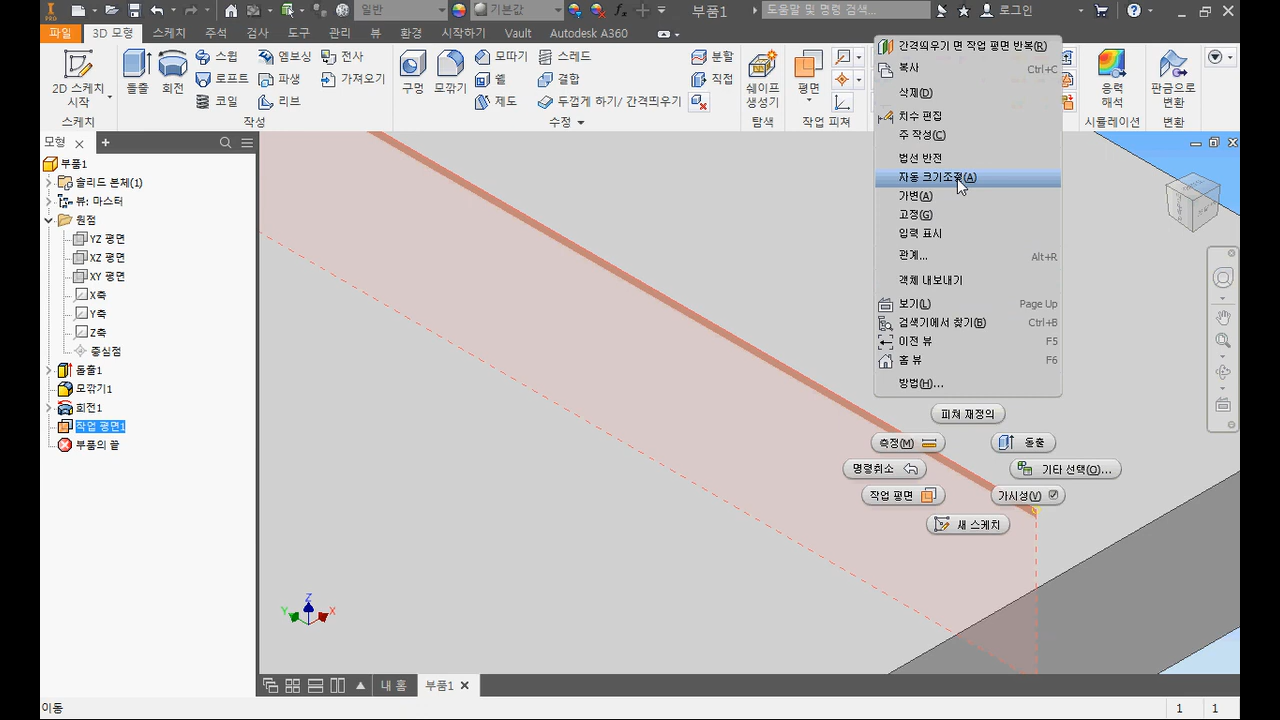 PRO
일반
기본값
부품1
도움말 및 명령 검색...
로그인
파일
3D 모형
스케치
주석
검사
도구
관리
뷰
환경
시작하기
Vault
Autodesk A360
2D 스케치 시작
스케치
돌출
회전
스윕
로프트
코일
엠보싱
파생
리브
전사
가져오기
작성
구멍
모깎기
모따기
쉘
제도
스레드
결합
두껍게 하기/ 간격띄우기
분할
직접
수정
쉐이프 생성기
탐색
평면
작업 피쳐
응력 해석
시뮬레이션
판금으로 변환
변환
간격띄우기 면 작업 평면 반복(R)
복사 Ctrl+C
삭제(D)
치수 편집
주 작성(C)
법선 반전
자동 크기조정(A)
가변(A)
고정(G)
입력 표시
관계... Alt+R
객체 내보내기
보기(L) Page Up
검색기에서 찾기(B) Ctrl+B
이전 뷰 F5
홈 뷰 F6
방법(H)...
피쳐 재정의
측정(M)
돌출
명령취소
기타 선택(O)...
작업 평면
가시성(V)
새 스케치
모형
부품1
솔리드 본체(1)
뷰: 마스터
원점
YZ 평면
XZ 평면
XY 평면
X축
Y축
Z축
중심점
돌출1
모깎기1
회전1
작업 평면1
부품의 끝
Z
Y
X
내 홈
부품1
이동
1
1